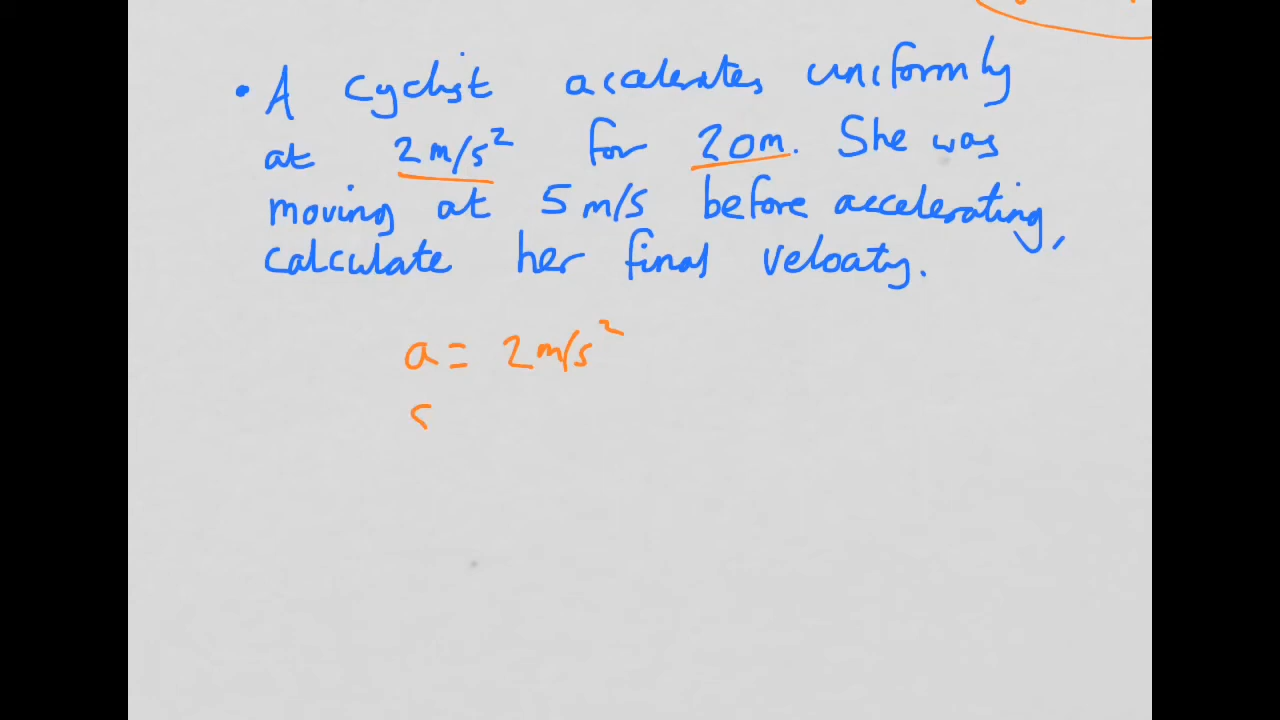 • A cyclist accelerates uniformly
at 2m/s² for 20m. She was
moving at 5m/s before accelerating,
calculate her final velocity.
a = 2m/s²
s